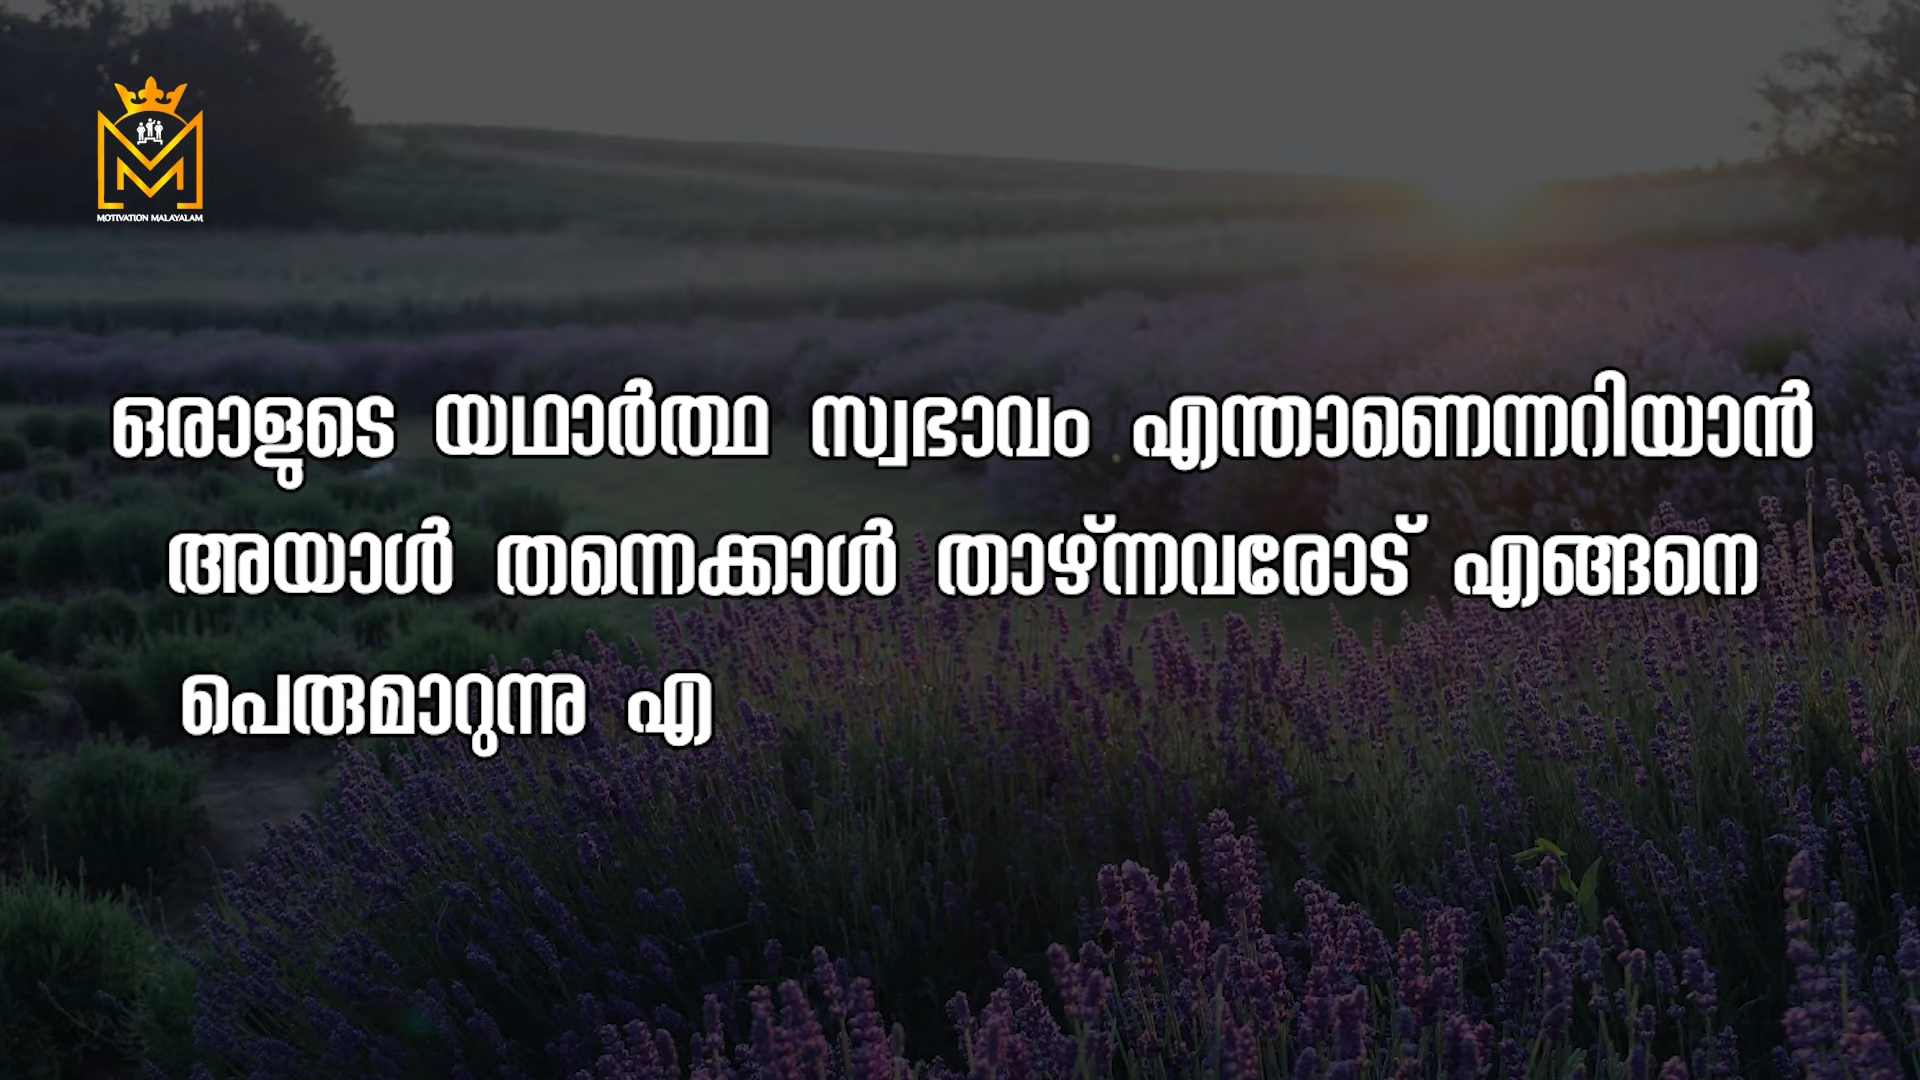 MOTIVATION MALAYALAM
ഒരാളുടെ യഥാർത്ഥ സ്വഭാവം എന്താണെന്നറിയാൻ
അയാൾ തന്നെക്കാൾ താഴ്ന്നവരോട് എങ്ങനെ
പെരുമാറുന്നു എ